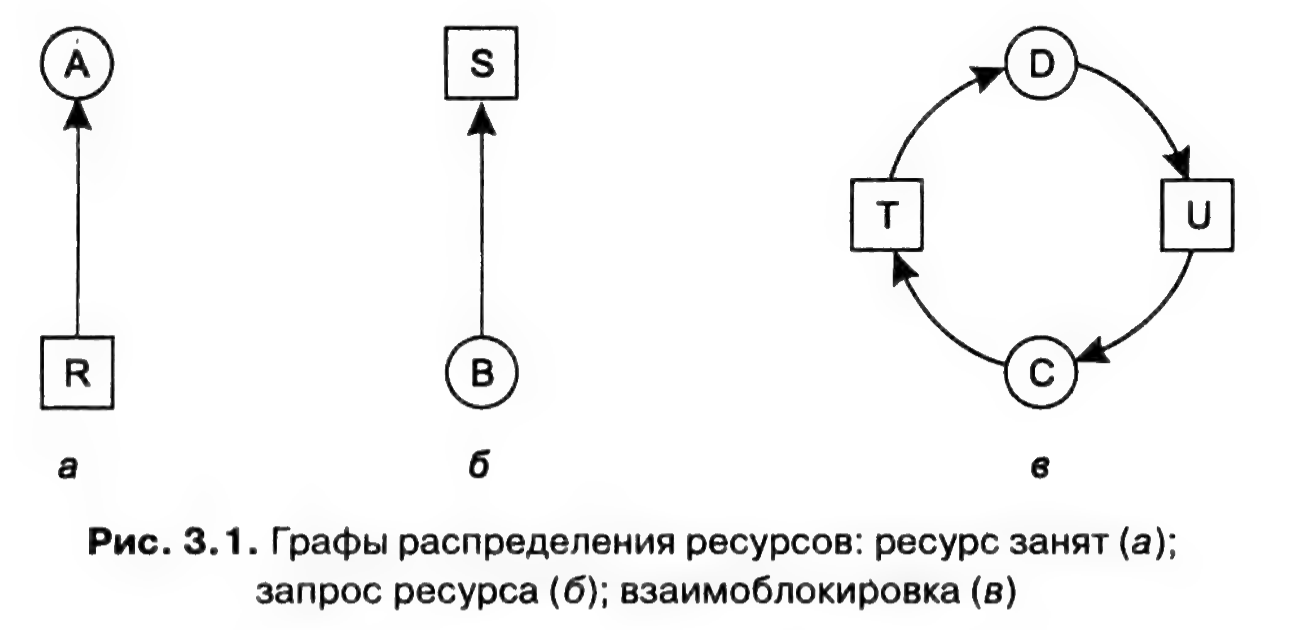 A
S
D
T
U
R
B
C
а
б
в
Рис. 3.1. Графы распределения ресурсов: ресурс занят (а);
запрос ресурса (б); взаимоблокировка (в)